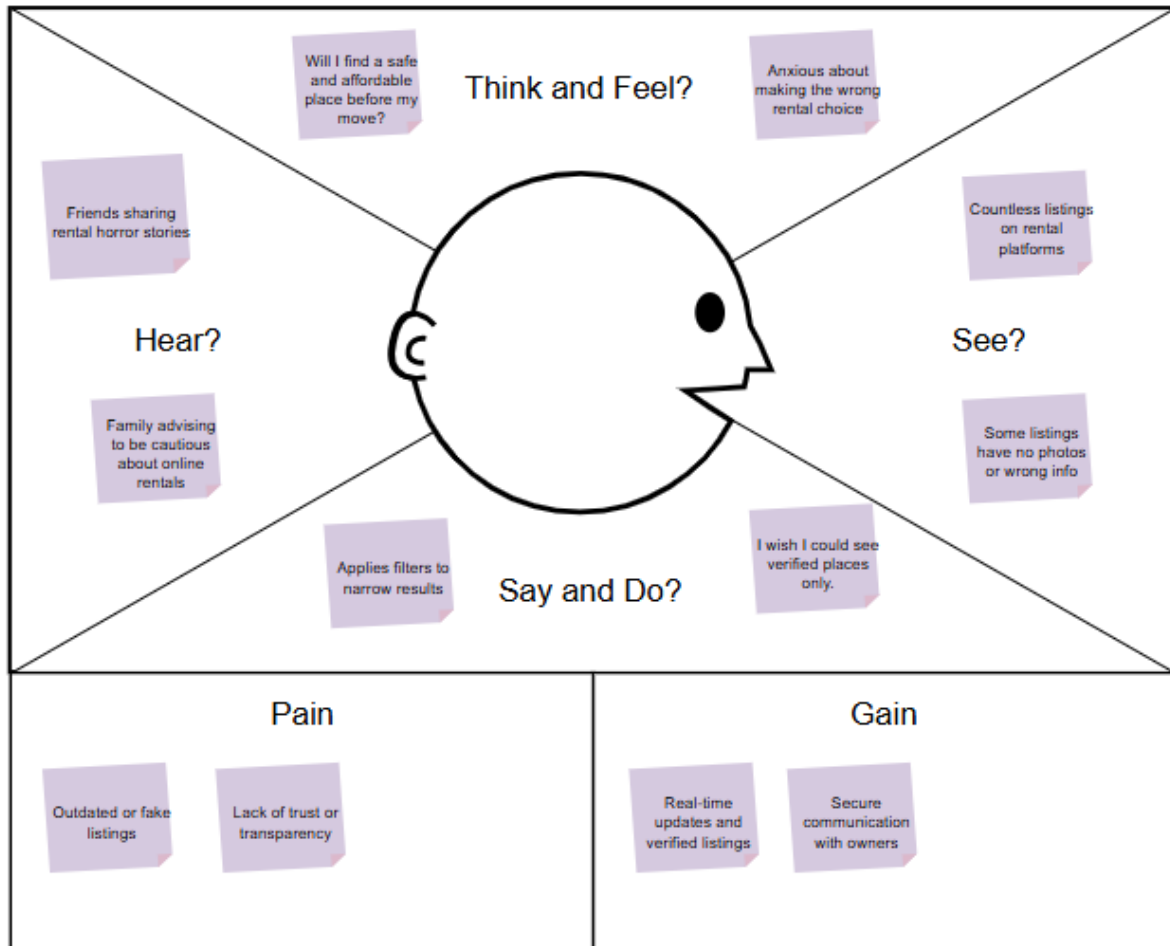 Think and Feel?
Will I find a safe
and affordable
place before my
move?
Anxious about
making the wrong
rental choice
Hear?
Friends sharing
rental horror stories
Family advising
to be cautious
about online
rentals
See?
Countless listings
on rental
platforms
Some listings
have no photos
or wrong info
Say and Do?
Applies filters to
narrow results
I wish I could see
verified places
only.
Pain
Outdated or fake
listings
Lack of trust or
transparency
Gain
Real-time
updates and
verified listings
Secure
communication
with owners